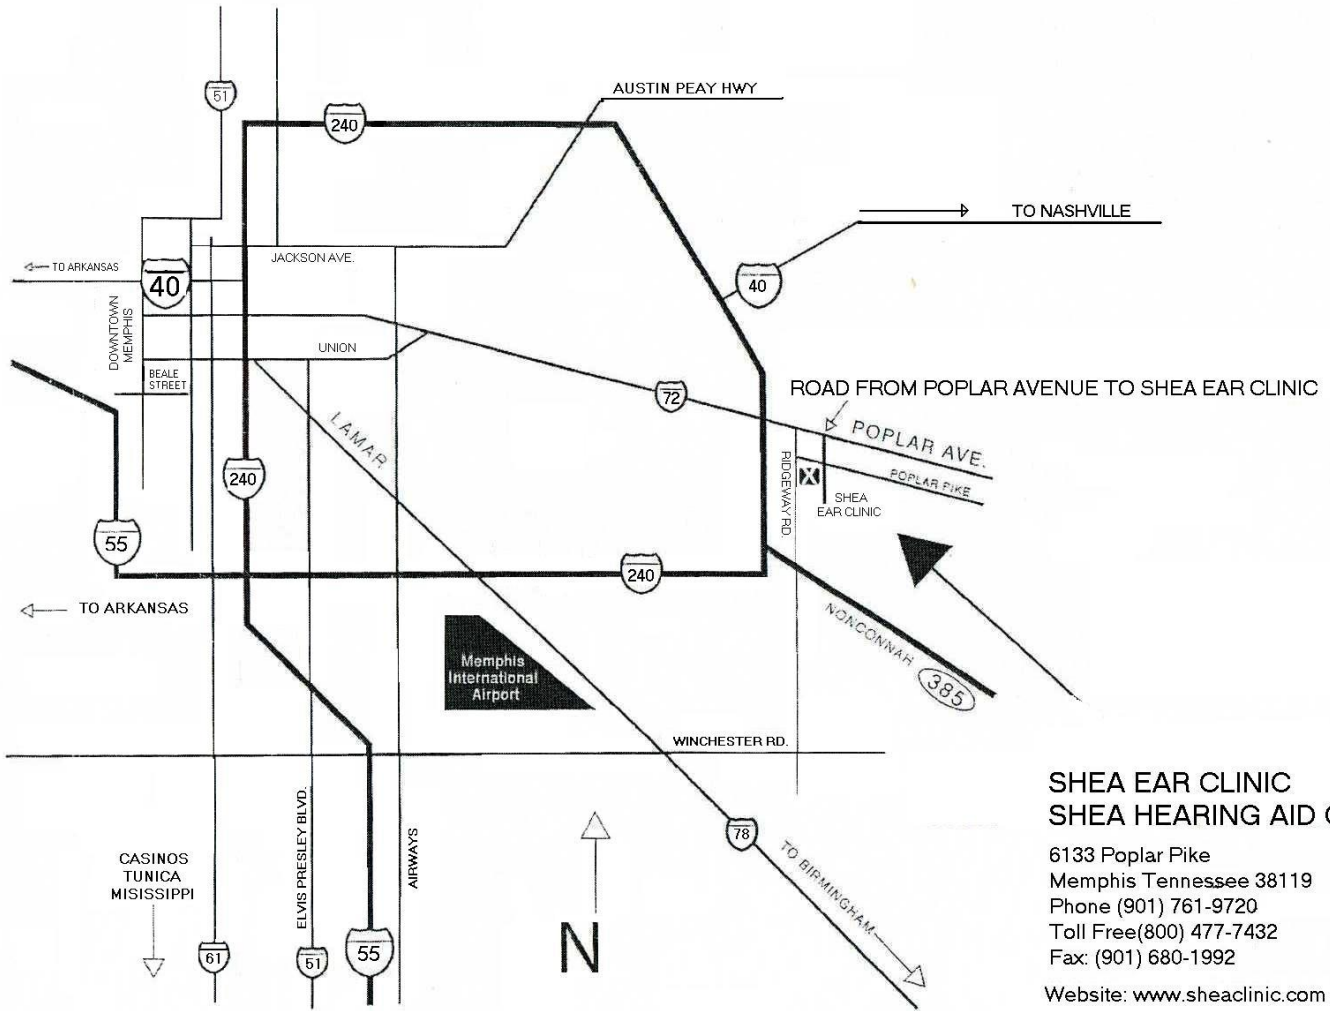 51
AUSTIN PEAY HWY
240
TO NASHVILLE
JACKSON AVE.
TO ARKANSAS
40
40
DOWNTOWN
MEMPHIS
UNION
BEALE
STREET
72
ROAD FROM POPLAR AVENUE TO SHEA EAR CLINIC
LAMAR
POPLAR AVE.
240
RIDGEWAY RD.
X
POPLAR PIKE
SHEA
EAR CLINIC
55
240
TO ARKANSAS
NONCONNAH
385
Memphis
International
Airport
WINCHESTER RD.
SHEA EAR CLINIC
SHEA HEARING AID
6133 Poplar Pike
Memphis Tennessee 38119
Phone (901) 761-9720
Toll Free(800) 477-7432
Fax: (901) 680-1992
Website: www.sheaclinic.com
ELVIS PRESLEY BLVD.
AIRWAYS
78
TO BIRMINGHAM
CASINOS
TUNICA
MISISSIPPI
N
61
51
55